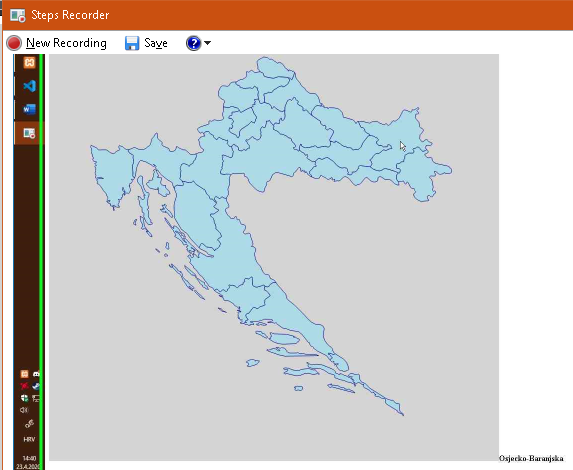 Steps Recorder
New Recording
Save
HRV
14:40
23.4.2020
Osjecko-Baranjska